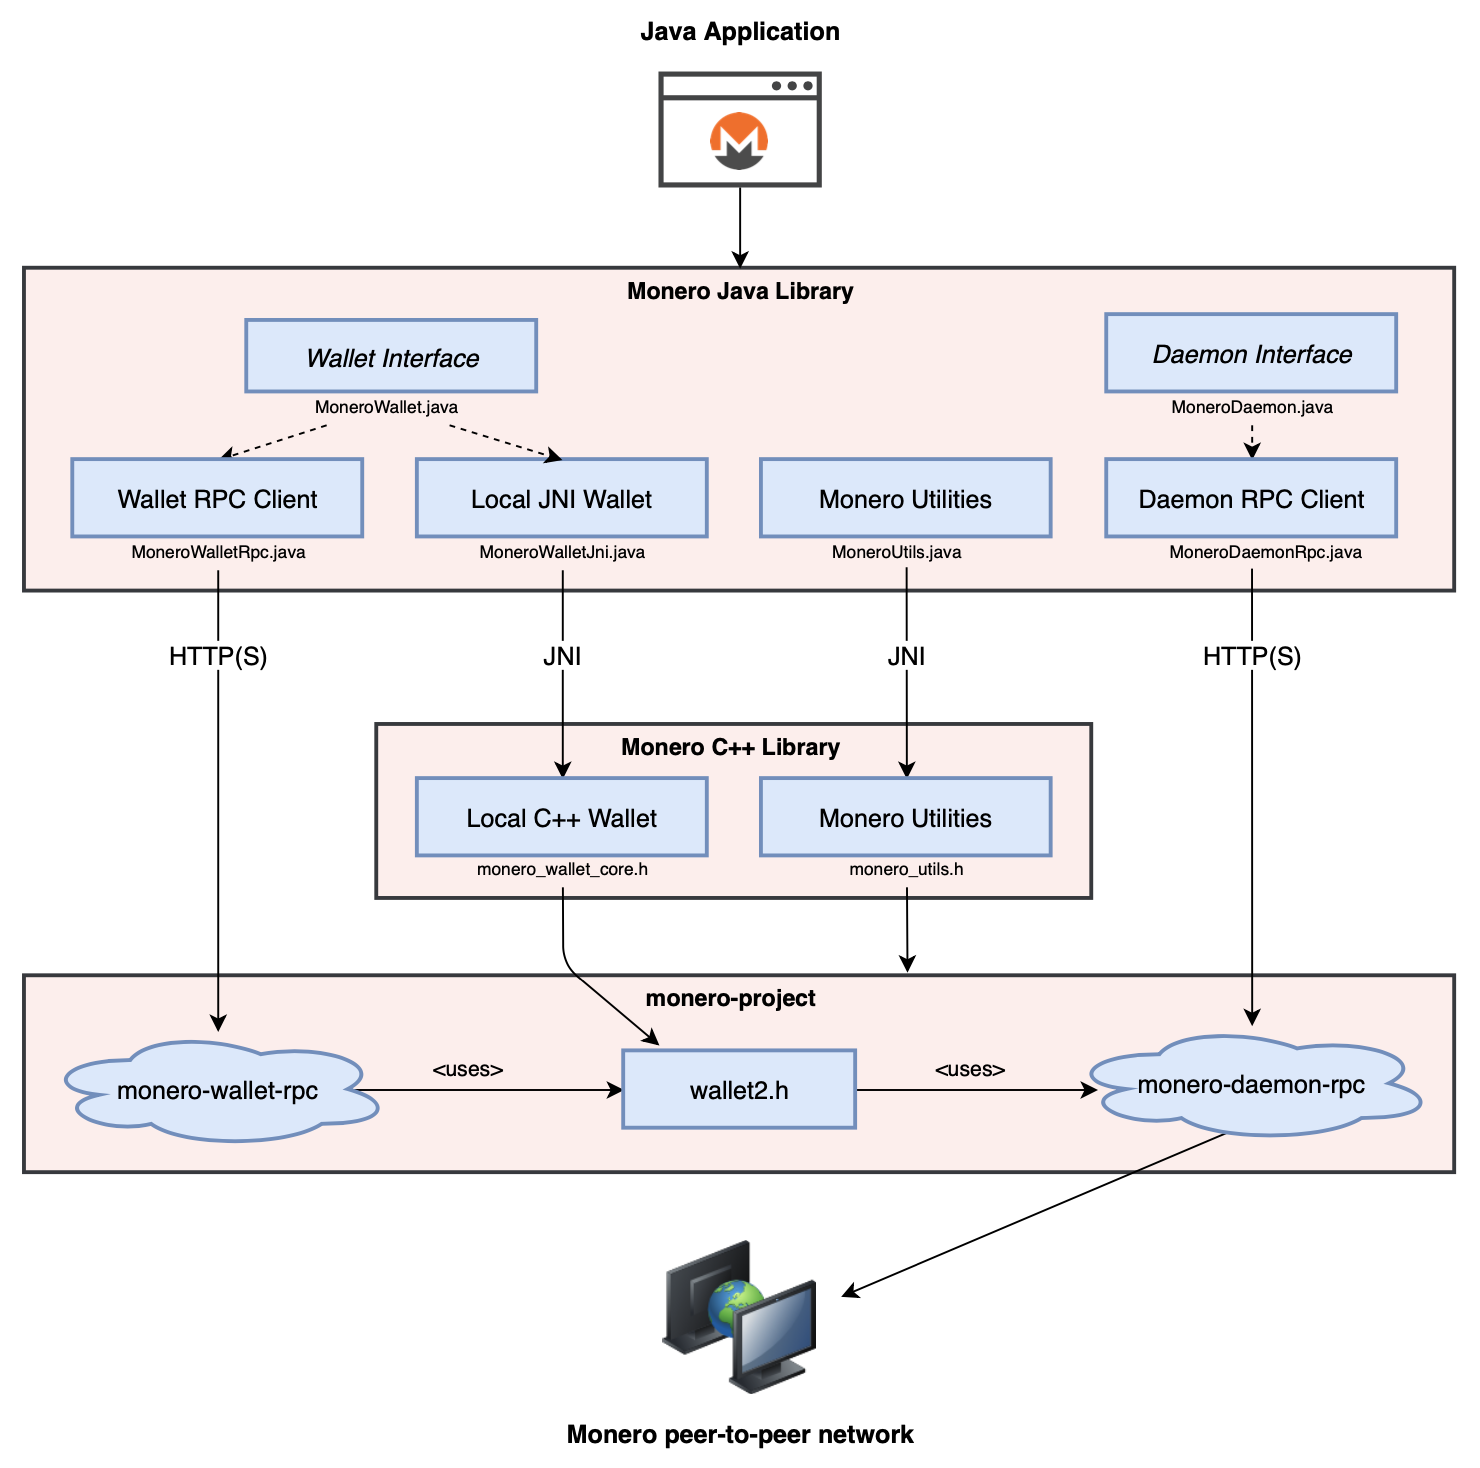 Java Application
Monero Java Library
Wallet Interface
Daemon Interface
MoneroWallet.java
MoneroDaemon.java
Wallet RPC Client
Local JNI Wallet
Monero Utilities
Daemon RPC Client
MoneroWalletRpc.java
MoneroWalletJni.java
MoneroUtils.java
MoneroDaemonRpc.java
HTTP(S)
JNI
JNI
HTTP(S)
Monero C++ Library
Local C++ Wallet
Monero Utilities
monero_wallet_core.h
monero_utils.h
monero-project
monero-wallet-rpc
<uses>
wallet2.h
<uses>
monero-daemon-rpc
Monero peer-to-peer network